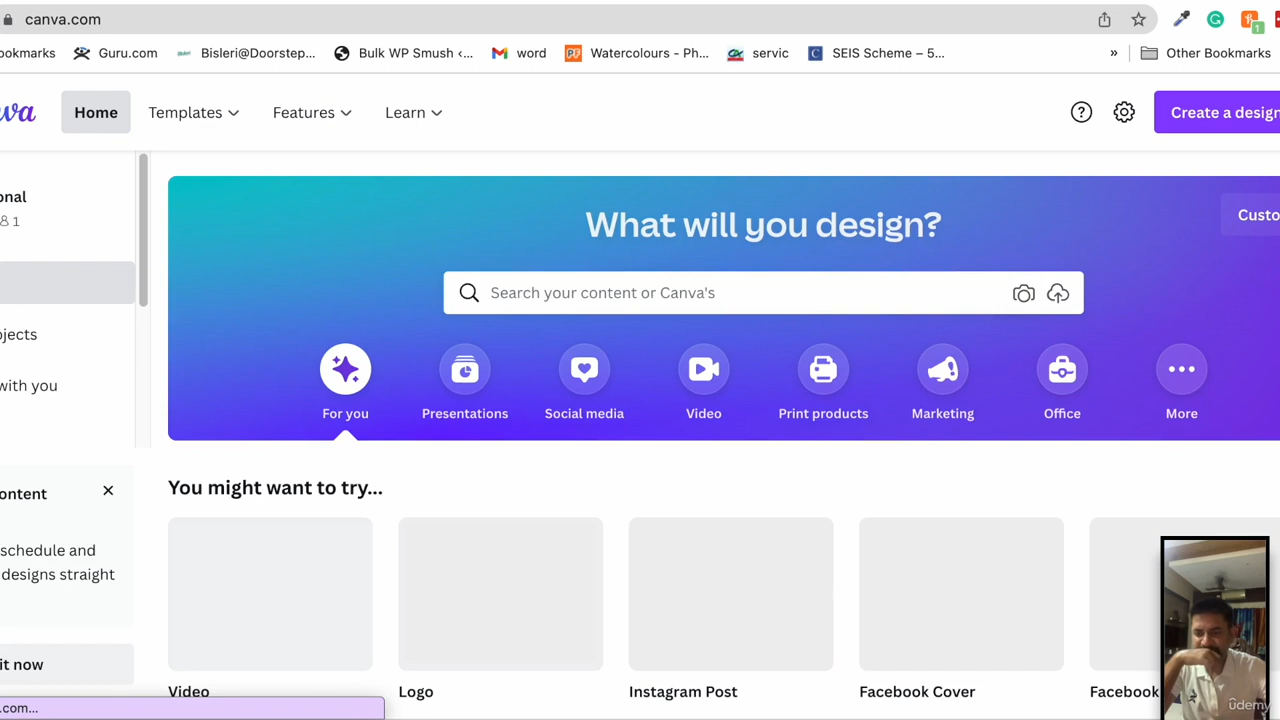 canva.com
ookmarks Guru.com Bisleri@Doorstep... Bulk WP Smush ‹... word Watercolours - Ph... servic SEIS Scheme – 5... » Other Bookmarks
va Home Templates Features Learn Create a design
onal
1
What will you design?
Custo
Search your content or Canva's
ojects
with you
For you Presentations Social media Video Print products Marketing Office More
ontent
You might want to try...
schedule and
designs straight
it now
Video Logo Instagram Post Facebook Cover Facebook
.com...
ûdemy